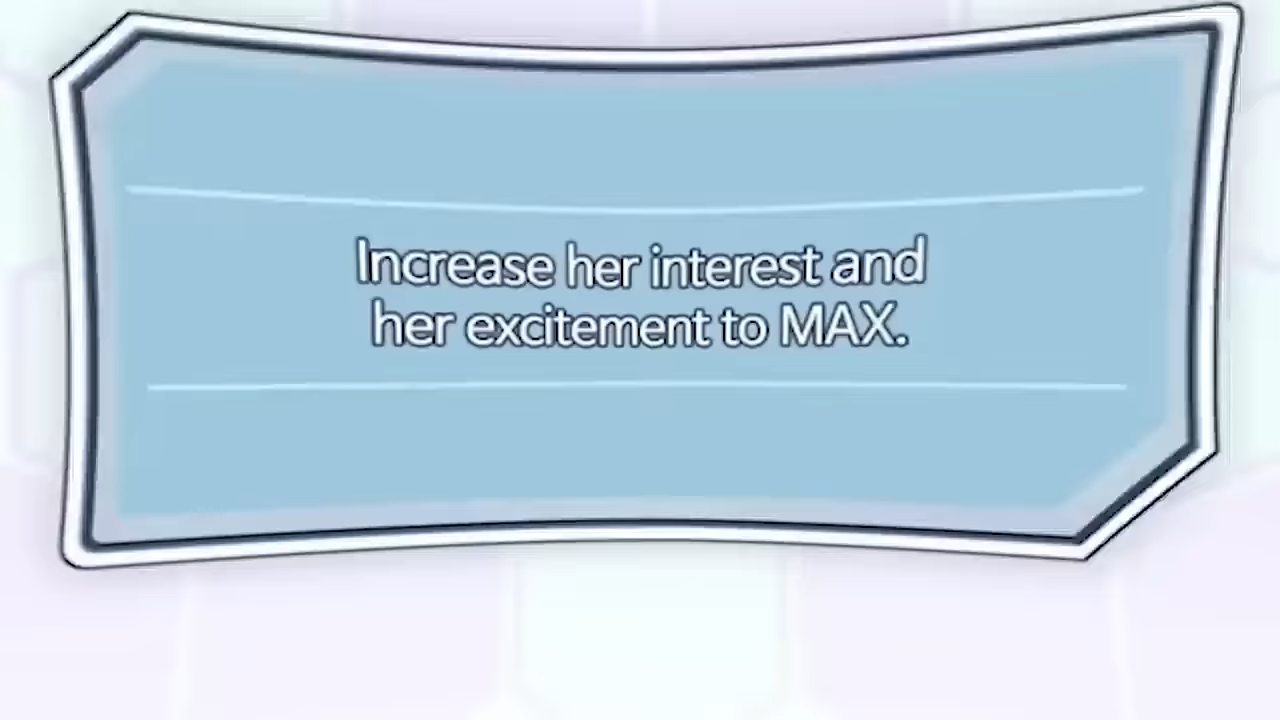 Increase her interest and
her excitement to MAX.